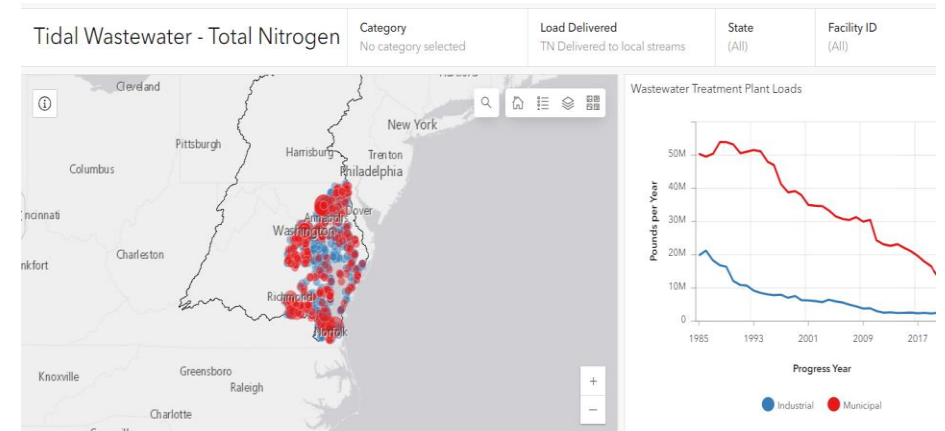 Tidal Wastewater - Total Nitrogen
Category
No category selected
Load Delivered
TN Delivered to local streams
State
(All)
Facility ID
(All)
Cleveland
New York
Pittsburgh
Harrisburg
Trenton
Philadelphia
Columbus
Dover
Annapolis
Washington
Charleston
Richmond
Norfolk
Knoxville
Greensboro
Raleigh
Charlotte
+
−
Wastewater Treatment Plant Loads
Pounds per Year
50M
40M
30M
20M
10M
0
1985
1993
2001
2009
2017
Progress Year
Industrial
Municipal